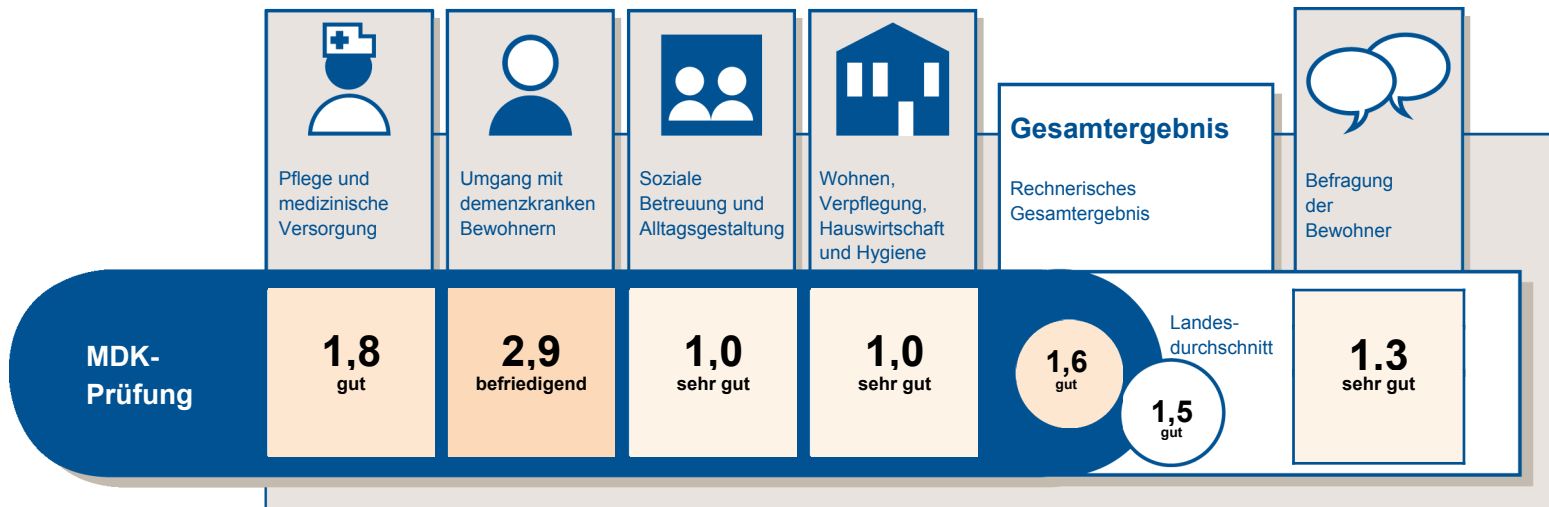 Pflege und
medizinische
Versorgung
Umgang mit
demenzkranken
Bewohnern
Soziale
Betreuung und
Alltagsgestaltung
Wohnen,
Verpflegung,
Hauswirtschaft
und Hygiene
Gesamtergebnis
Rechnerisches
Gesamtergebnis
Befragung
der
Bewohner
MDK-
Prüfung
1,8
gut
2,9
befriedigend
1,0
sehr gut
1,0
sehr gut
1,6
gut
Landes-
durchschnitt
1,5
gut
1.3
sehr gut